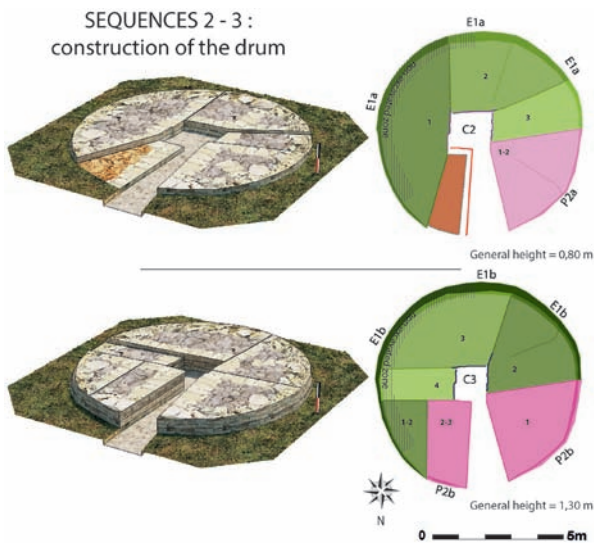 SEQUENCES 2 - 3 :
construction of the drum
E1a
E1a
E1a
2
1
3
C2
1-2
P2a
General height = 0,80 m
E1b
E1b
E1b
3
2
4
C3
1-2
2-3
1
P2b
P2b
N
General height = 1,30 m
0
5m